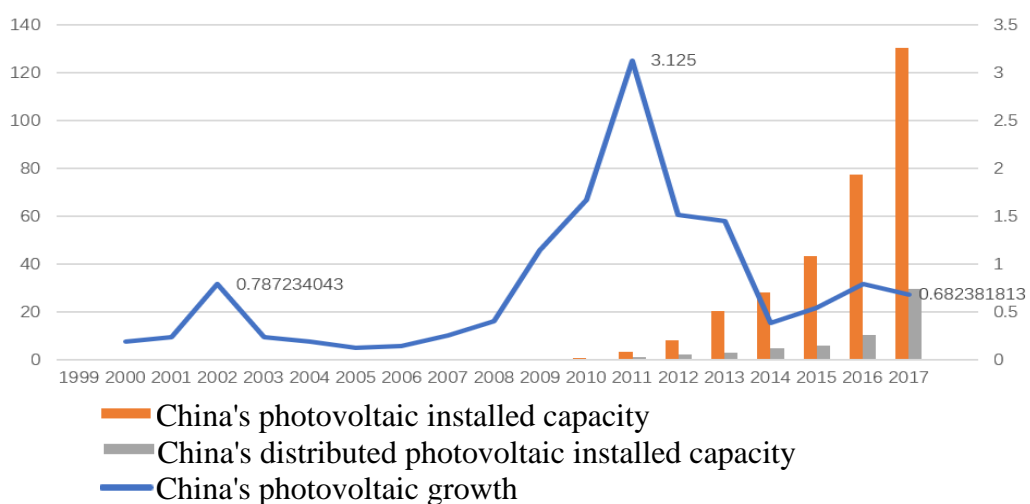 140 3.5
120 3.125 3
100 2.5
80 2
60 1.5
40 0.787234043 1
20 0.682381813 0.5
0 0
1999 2000 2001 2002 2003 2004 2005 2006 2007 2008 2009 2010 2011 2012 2013 2014 2015 2016 2017
China's photovoltaic installed capacity
China's distributed photovoltaic installed capacity
China's photovoltaic growth